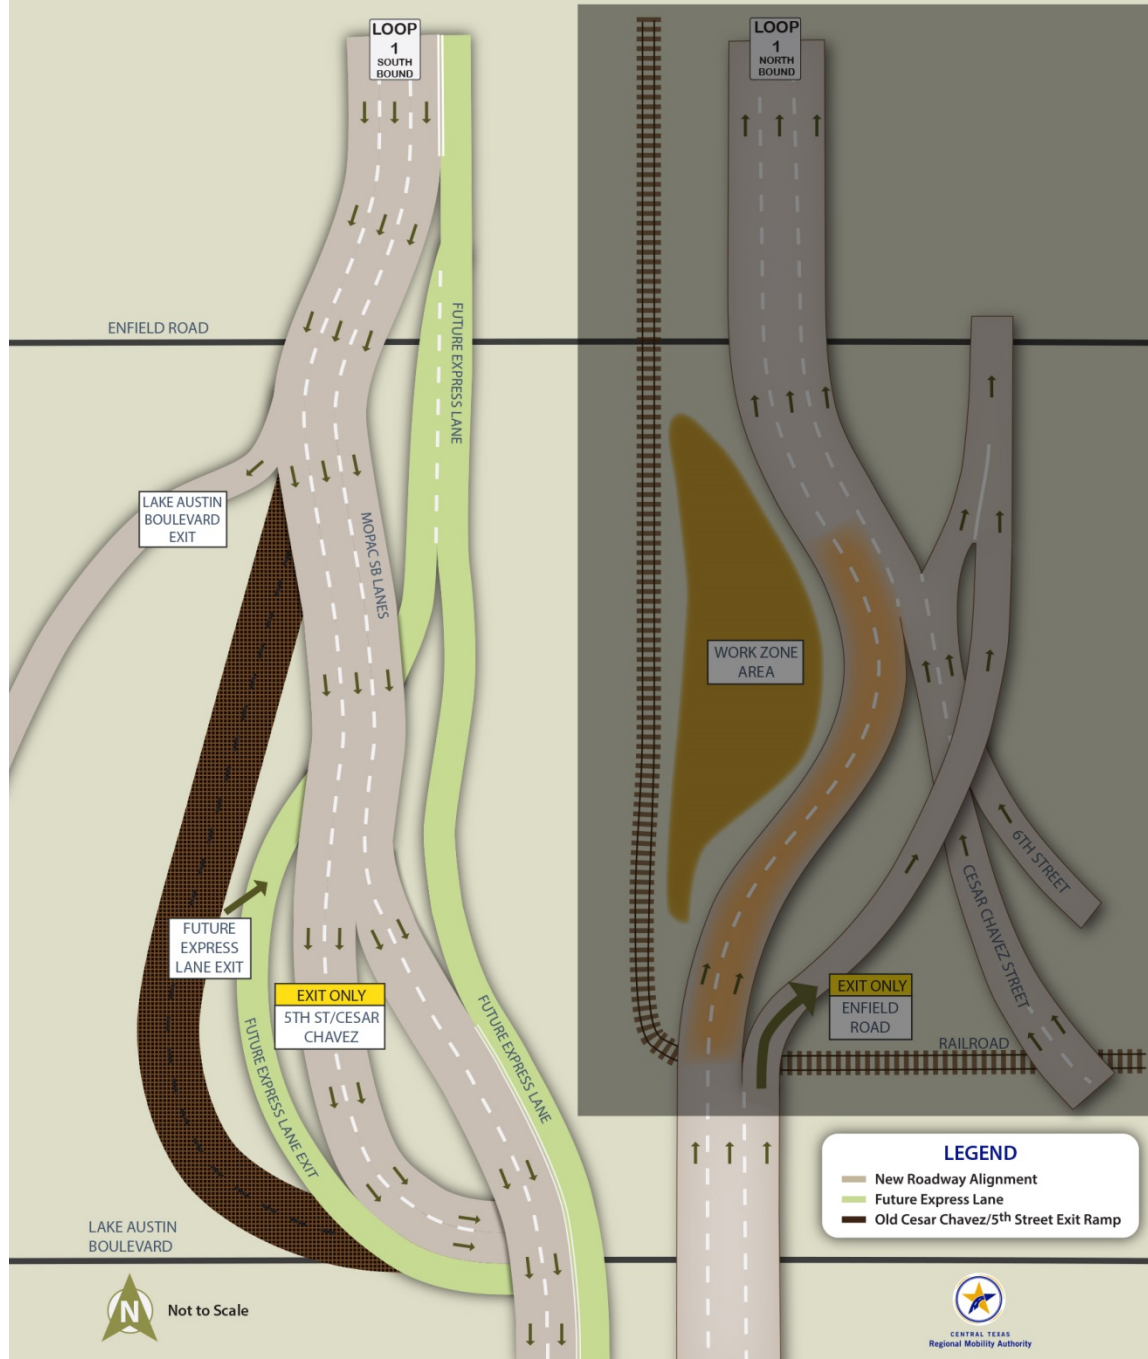 LOOP
1
SOUTH
BOUND
LOOP
1
NORTH
BOUND
ENFIELD ROAD
FUTURE EXPRESS LANE
LAKE AUSTIN
BOULEVARD
EXIT
MOPAC SB LANES
WORK ZONE
AREA
6TH STREET
CESAR CHAVEZ STREET
FUTURE
EXPRESS
LANE EXIT
EXIT ONLY
5TH ST/CESAR
CHAVEZ
EXIT ONLY
ENFIELD
ROAD
RAILROAD
FUTURE EXPRESS LANE
FUTURE EXPRESS LANE EXIT
LEGEND
New Roadway Alignment
Future Express Lane
Old Cesar Chavez/5th Street Exit Ramp
LAKE AUSTIN
BOULEVARD
N
Not to Scale
CENTRAL TEXAS
Regional Mobility Authority